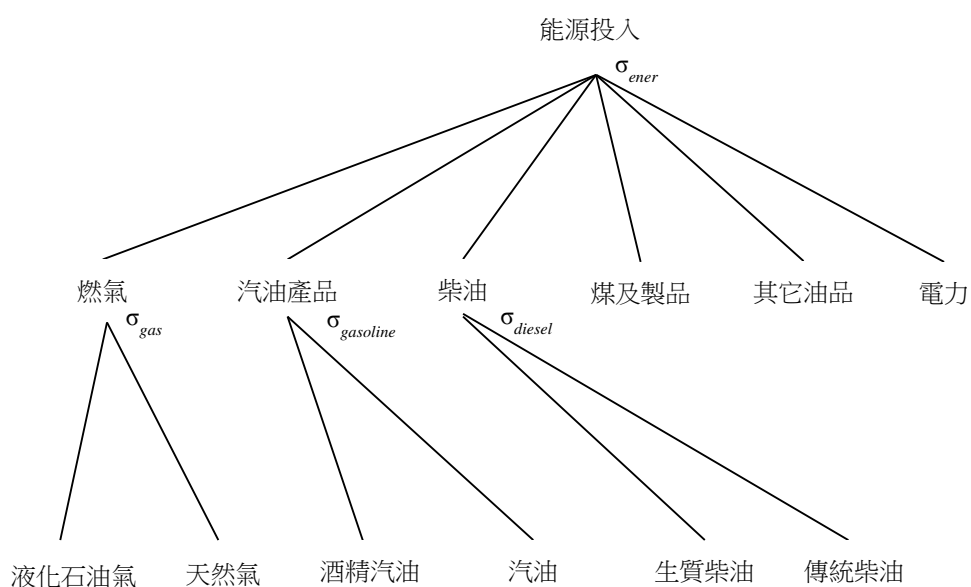 能源投入
σener
燃氣 汽油產品 柴油 煤及製品 其它油品 電力
σgas σgasoline σdiesel
液化石油氣 天然氣 酒精汽油 汽油 生質柴油 傳統柴油